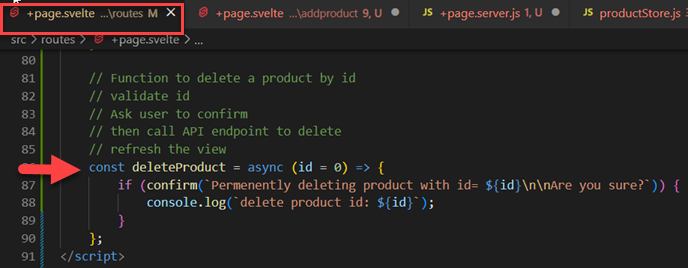 +page.svelte ...\routes M
+page.svelte ...\addproduct 9, U
+page.server.js 1, U
productStore.js 3
src > routes > +page.svelte > ...
80
81 // Function to delete a product by id
82 // validate id
83 // Ask user to confirm
84 // then call API endpoint to delete
85 // refresh the view
const deleteProduct = async (id = 0) => {
87 if (confirm(`Permenently deleting product with id= ${id}\n\nAre you sure?`)) {
88 console.log(`delete product id: ${id}`);
89 }
90 };
91 </script>